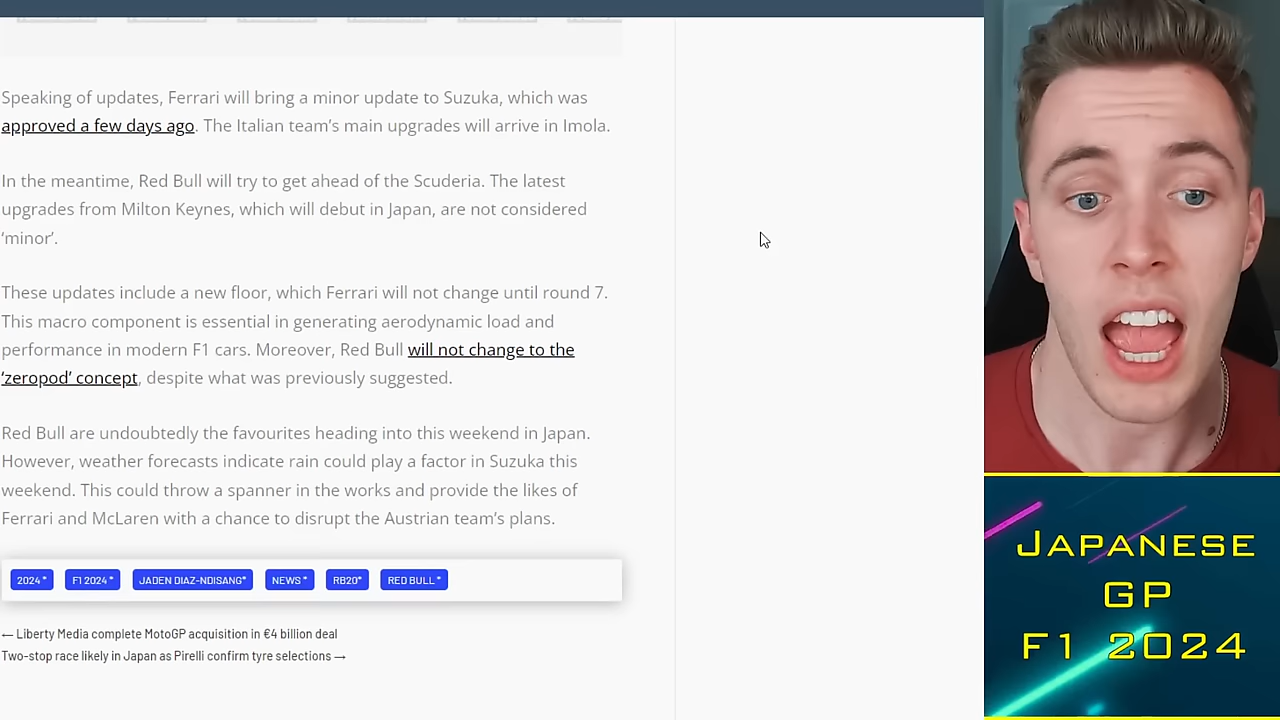 Speaking of updates, Ferrari will bring a minor update to Suzuka, which was
approved a few days ago. The Italian team’s main upgrades will arrive in Imola.
In the meantime, Red Bull will try to get ahead of the Scuderia. The latest
upgrades from Milton Keynes, which will debut in Japan, are not considered
‘minor’.
These updates include a new floor, which Ferrari will not change until round 7.
This macro component is essential in generating aerodynamic load and
performance in modern F1 cars. Moreover, Red Bull will not change to the
‘zeropod’ concept, despite what was previously suggested.
Red Bull are undoubtedly the favourites heading into this weekend in Japan.
However, weather forecasts indicate rain could play a factor in Suzuka this
weekend. This could throw a spanner in the works and provide the likes of
Ferrari and McLaren with a chance to disrupt the Austrian team’s plans.
2024 * F1 2024 * JADEN DIAZ-NDISANG* NEWS * RB20* RED BULL *
← Liberty Media complete MotoGP acquisition in €4 billion deal
Two-stop race likely in Japan as Pirelli confirm tyre selections →
JAPANESE
GP
F1 2024